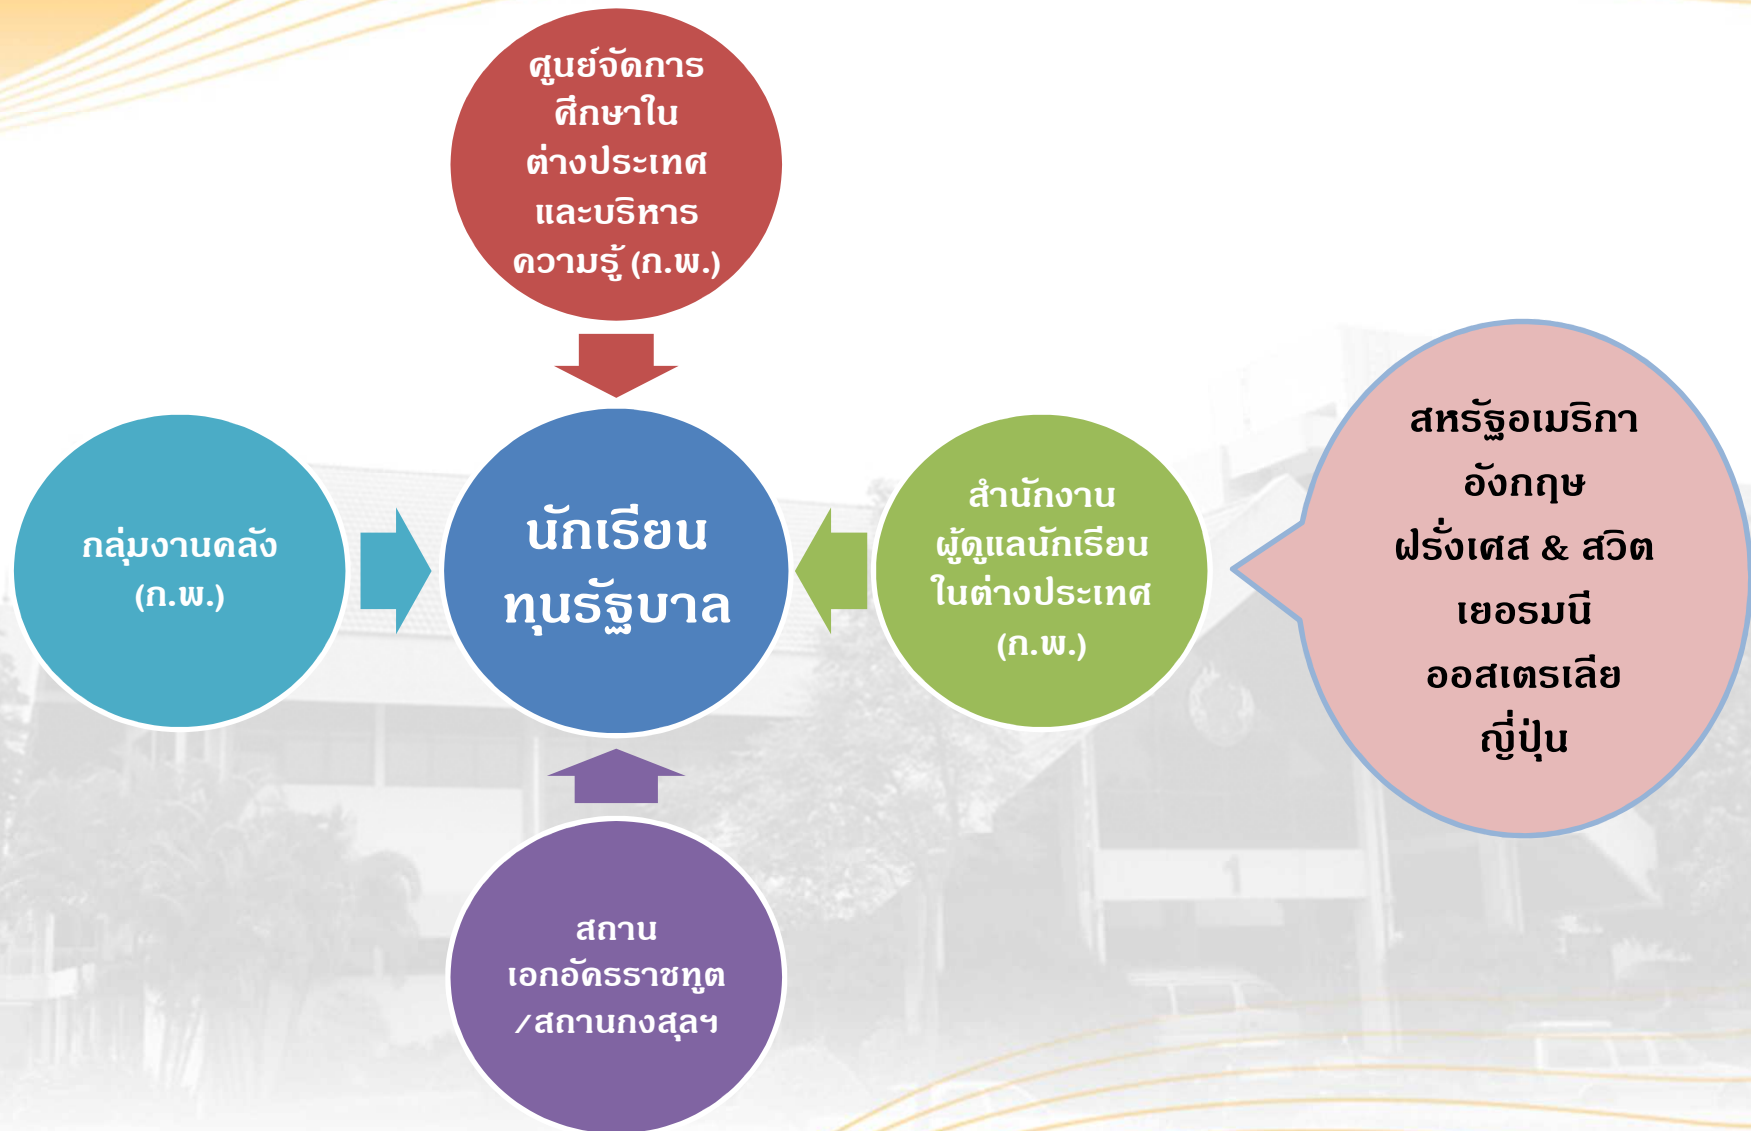 ศูนย์จัดการ
ศึกษาใน
ต่างประเทศ
และบริหาร
ความรู้ (ก.พ.)
กลุ่มงานคลัง
(ก.พ.)
นักเรียน
ทุนรัฐบาล
สำนักงาน
ผู้ดูแลนักเรียน
ในต่างประเทศ
(ก.พ.)
สหรัฐอเมริกา
อังกฤษ
ฝรั่งเศส & สวิต
เยอรมนี
ออสเตรเลีย
ญี่ปุ่น
สถาน
เอกอัครราชทูต
/สถานกงสุลฯ